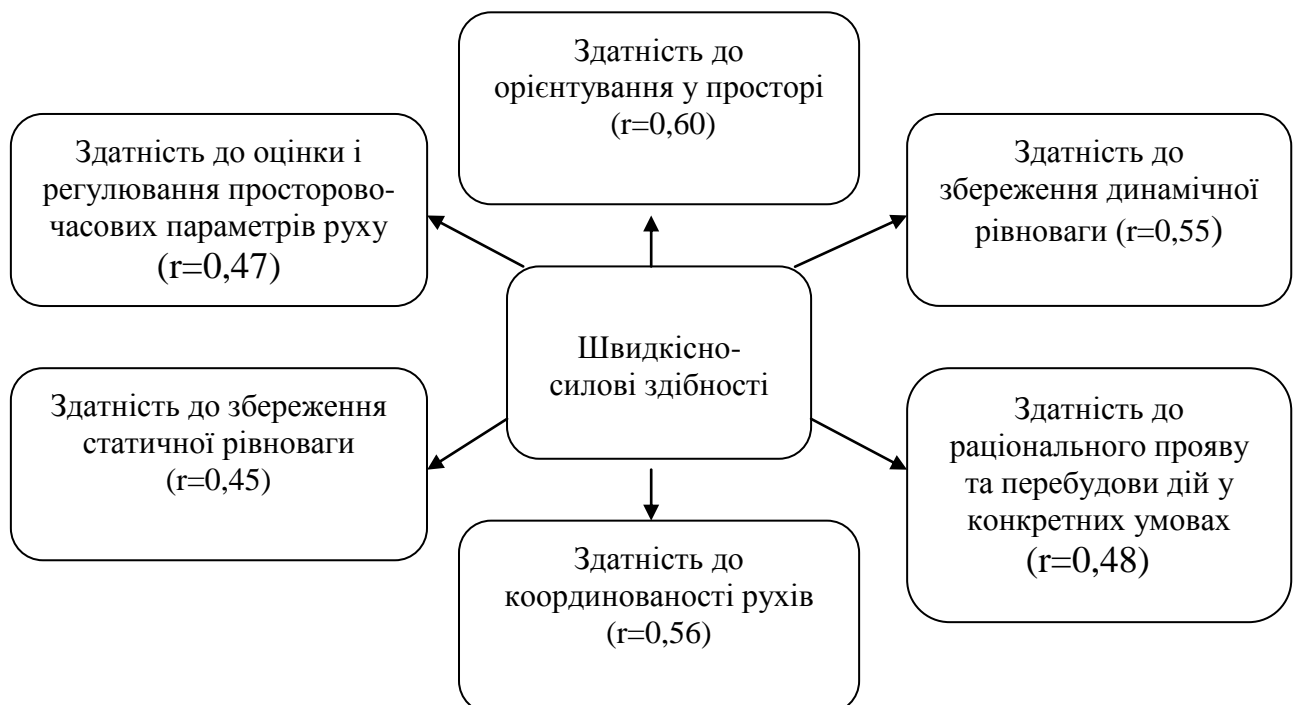 Здатність до
орієнтування у просторі
(r=0,60)
Здатність до оцінки і
регулювання просторово-
часових параметрів руху
(r=0,47)
Здатність до
збереження динамічної
рівноваги (r=0,55)
Швидкісно-
силові здібності
Здатність до збереження
статичної рівноваги
(r=0,45)
Здатність до
раціонального прояву
та перебудови дій у
конкретних умовах
(r=0,48)
Здатність до
координованості рухів
(r=0,56)